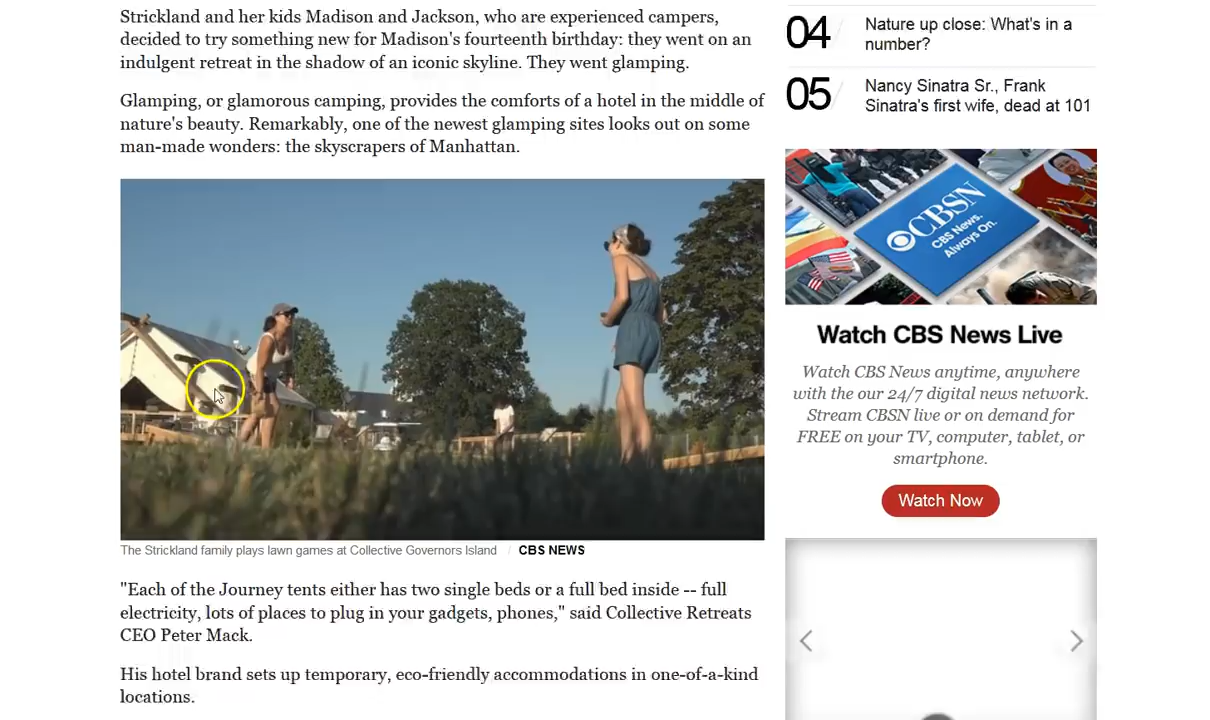 Strickland and her kids Madison and Jackson, who are experienced campers,
decided to try something new for Madison's fourteenth birthday: they went on an
indulgent retreat in the shadow of an iconic skyline. They went glamping.
Glamping, or glamorous camping, provides the comforts of a hotel in the middle of
nature's beauty. Remarkably, one of the newest glamping sites looks out on some
man-made wonders: the skyscrapers of Manhattan.
The Strickland family plays lawn games at Collective Governors Island / CBS NEWS
"Each of the Journey tents either has two single beds or a full bed inside -- full
electricity, lots of places to plug in your gadgets, phones," said Collective Retreats
CEO Peter Mack.
His hotel brand sets up temporary, eco-friendly accommodations in one-of-a-kind
locations.
04 / Nature up close: What's in a
number?
05 / Nancy Sinatra Sr., Frank
Sinatra's first wife, dead at 101
CBSN
CBS News.
Always On.
Watch CBS News Live
Watch CBS News anytime, anywhere
with the our 24/7 digital news network.
Stream CBSN live or on demand for
FREE on your TV, computer, tablet, or
smartphone.
Watch Now